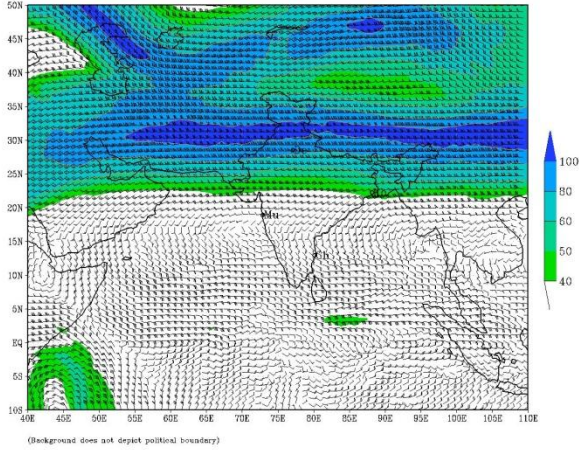 50N
45N
40N
35N
30N
25N
20N
15N
10N
5N
EQ
5S
10S
40E 45E 50E 55E 60E 65E 70E 75E 80E 85E 90E 95E 100E 105E 110E
Mu
Ch
100
80
60
50
40
(Background does not depict political boundary)